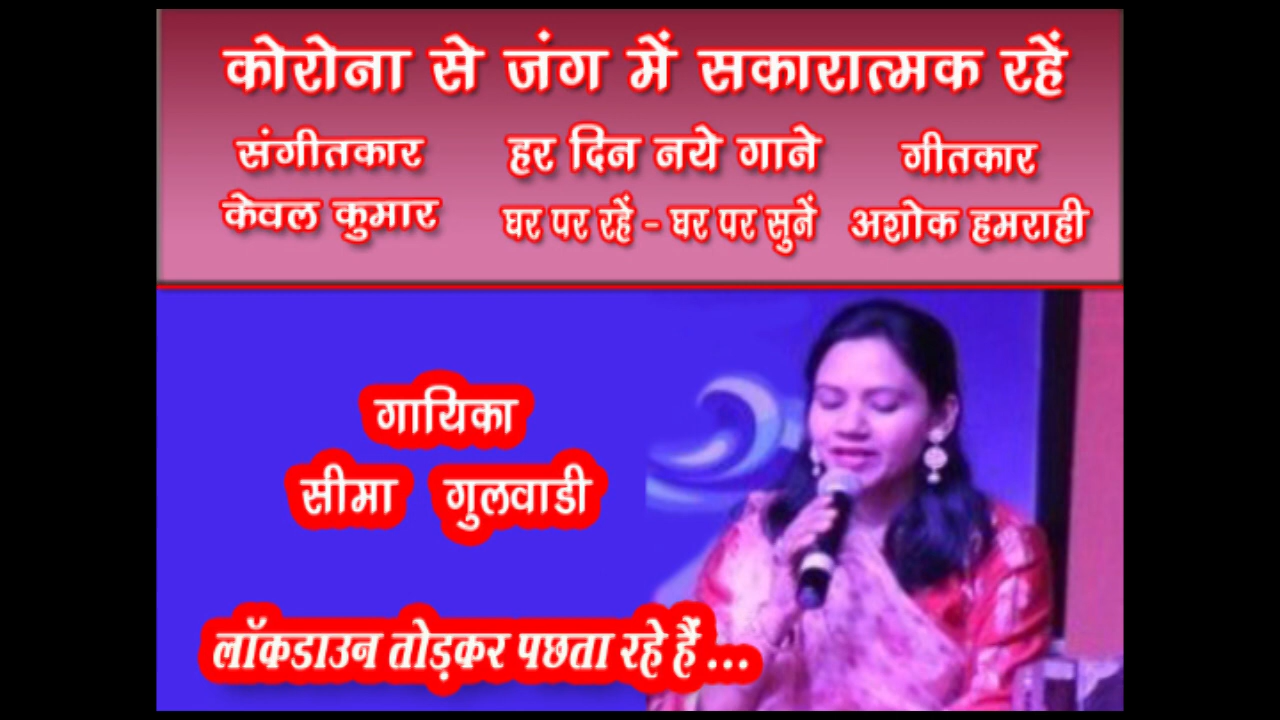 कोरोना से जंग में सकारात्मक रहें
संगीतकार हर दिन नये गाने गीतकार
केवल कुमार घर पर रहें - घर पर सुनें अशोक हमराही
गायिका
सीमा गुलवाडी
लॉकडाउन तोड़कर पछता रहे हैं ...